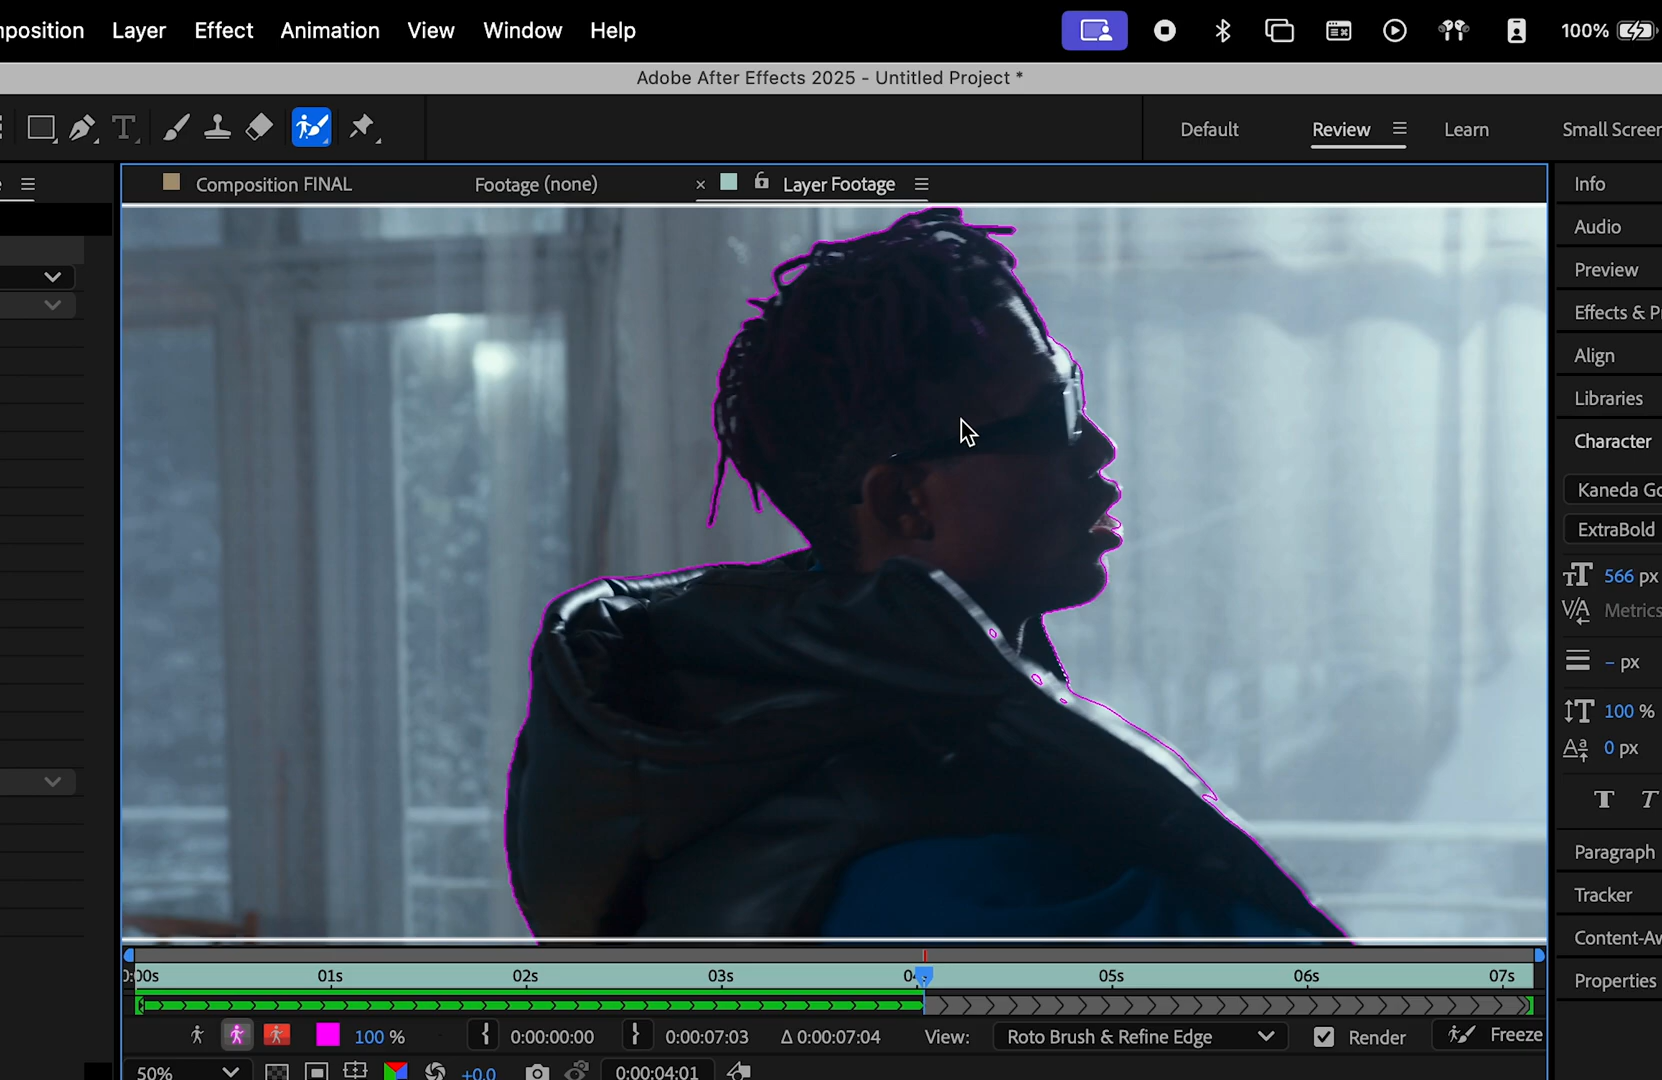 mposition Layer Effect Animation View Window Help 100%
Adobe After Effects 2025 - Untitled Project *
T Default Review Learn Small Screen
Composition FINAL Footage (none) × Layer Footage Info
Audio
Preview
Effects & P
Align
Libraries
Character
Kaneda Go
ExtraBold
566 px
Metrics
– px
100 %
0 px
T T
Paragraph
Tracker
Content-Aw
Properties
0:00s 01s 02s 03s 04s 05s 06s 07s
100 % 0:00:00:00 0:00:07:03 Δ 0:00:07:04 View: Roto Brush & Refine Edge Render Freeze
50% +0.0 0:00:04:01